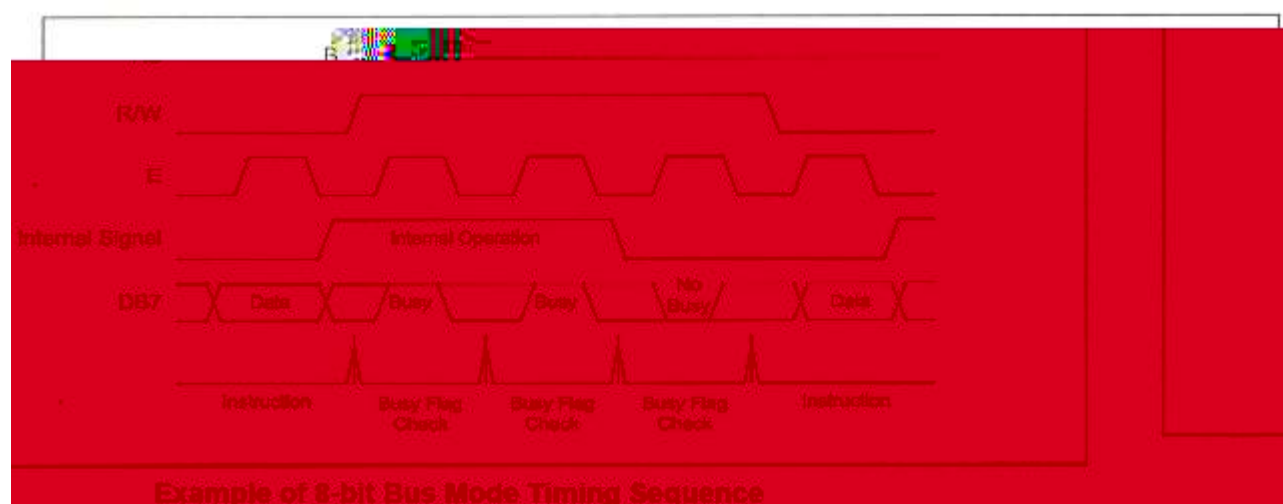 R/W
E
Internal Signal
Internal Operation
DB7
Data
Busy
Busy
No
Busy
Data
Instruction
Busy Flag
Check
Busy Flag
Check
Busy Flag
Check
Instruction
Example of 8-bit Bus Mode Timing Sequence